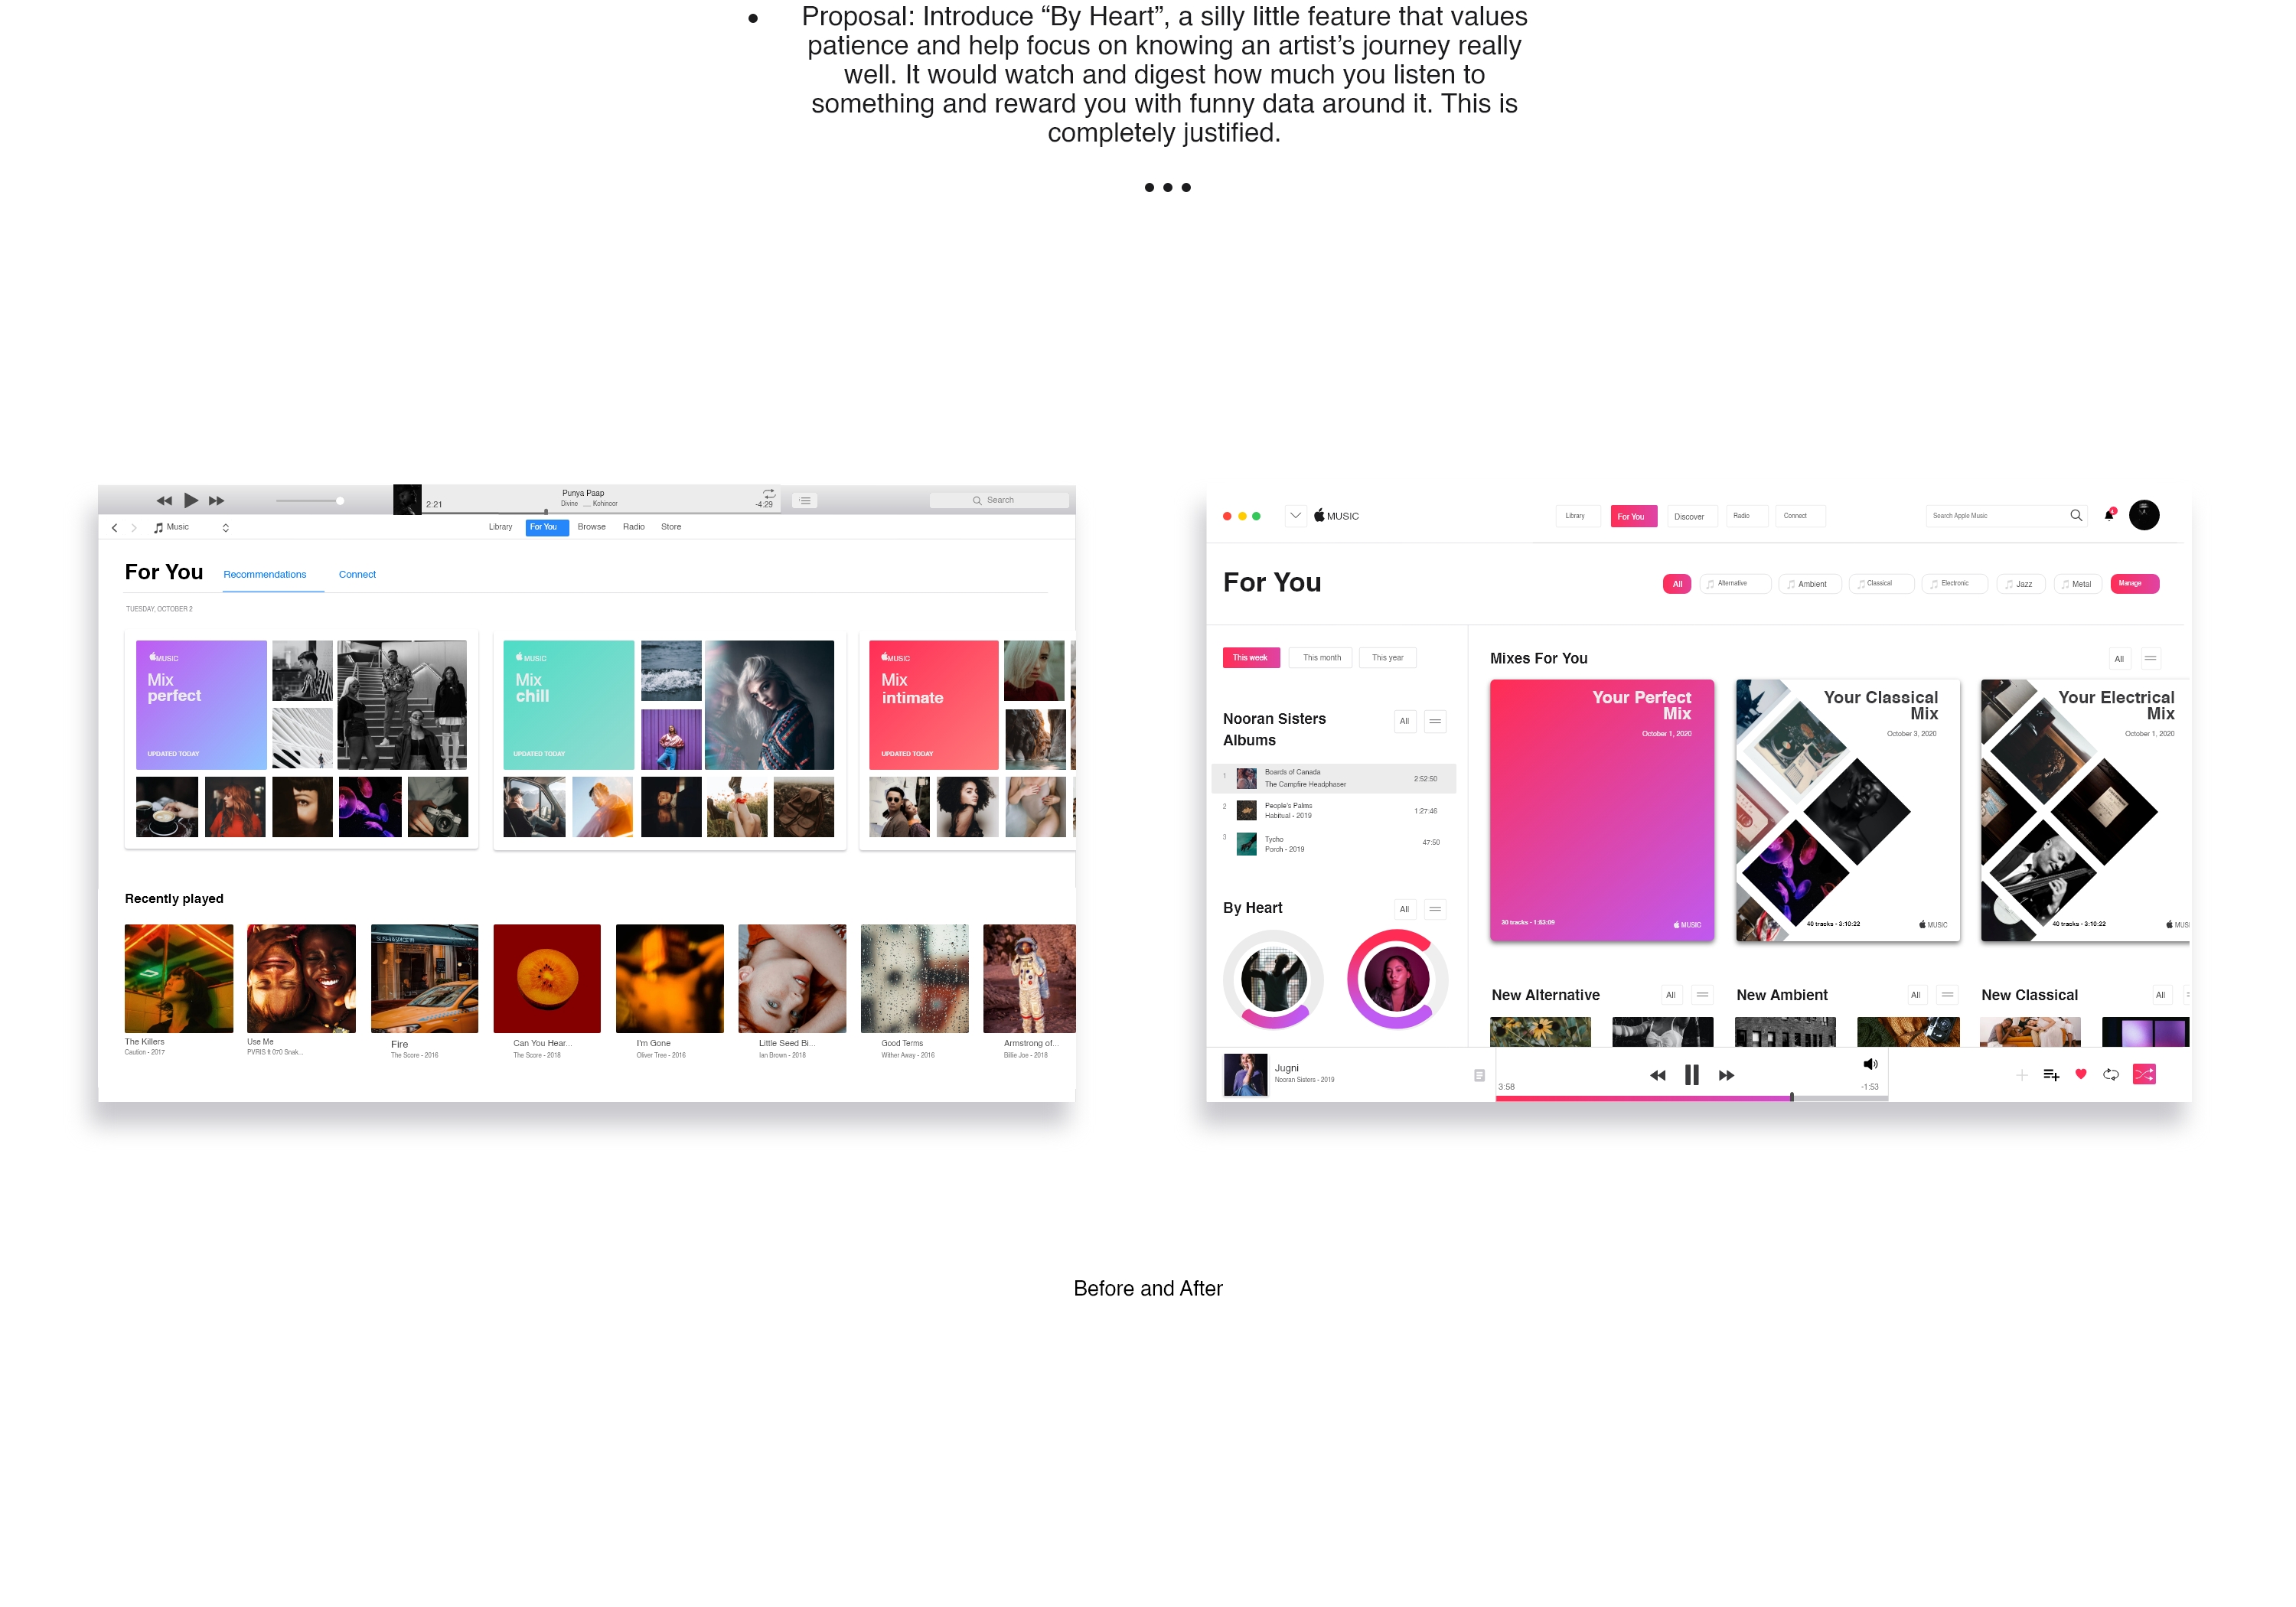 • Proposal: Introduce “By Heart”, a silly little feature that values
patience and help focus on knowing an artist’s journey really
well. It would watch and digest how much you listen to
something and reward you with funny data around it. This is
completely justified.
•••
Punya Paap
Divine __ Kohinoor
2:21
-4:29
Search
Music
Library
For You
Browse
Radio
Store
For You
Recommendations
Connect
TUESDAY, OCTOBER 2
MUSIC
Mix
perfect
UPDATED TODAY
MUSIC
Mix
chill
UPDATED TODAY
MUSIC
Mix
intimate
UPDATED TODAY
Recently played
The Killers
Caution - 2017
Use Me
PVRIS ft 070 Shak...
Fire
The Score - 2016
Can You Hear...
The Score - 2018
I'm Gone
Oliver Tree - 2016
Little Seed Bi...
Ian Brown - 2018
Good Terms
Wither Away - 2016
Armstrong of...
Billie Joe - 2018
MUSIC
Library
For You
Discover
Radio
Connect
Search Apple Music
For You
All
Alternative
Ambient
Classical
Electronic
Jazz
Metal
Manage
This week
This month
This year
Nooran Sisters
Albums
All
1
Boards of Canada
The Campfire Headphaser
2:52:50
2
People's Palms
Habitual - 2019
1:27:46
3
Tycho
Porch - 2019
47:50
By Heart
All
Mixes For You
All
Your Perfect
Mix
October 1, 2020
30 tracks - 1:53:09
MUSIC
Your Classical
Mix
October 3, 2020
40 tracks - 3:10:22
MUSIC
Your Electrical
Mix
October 1, 2020
40 tracks - 3:10:22
MUS
New Alternative
All
New Ambient
All
New Classical
All
Jugni
Nooran Sisters - 2019
3:58
-1:53
Before and After